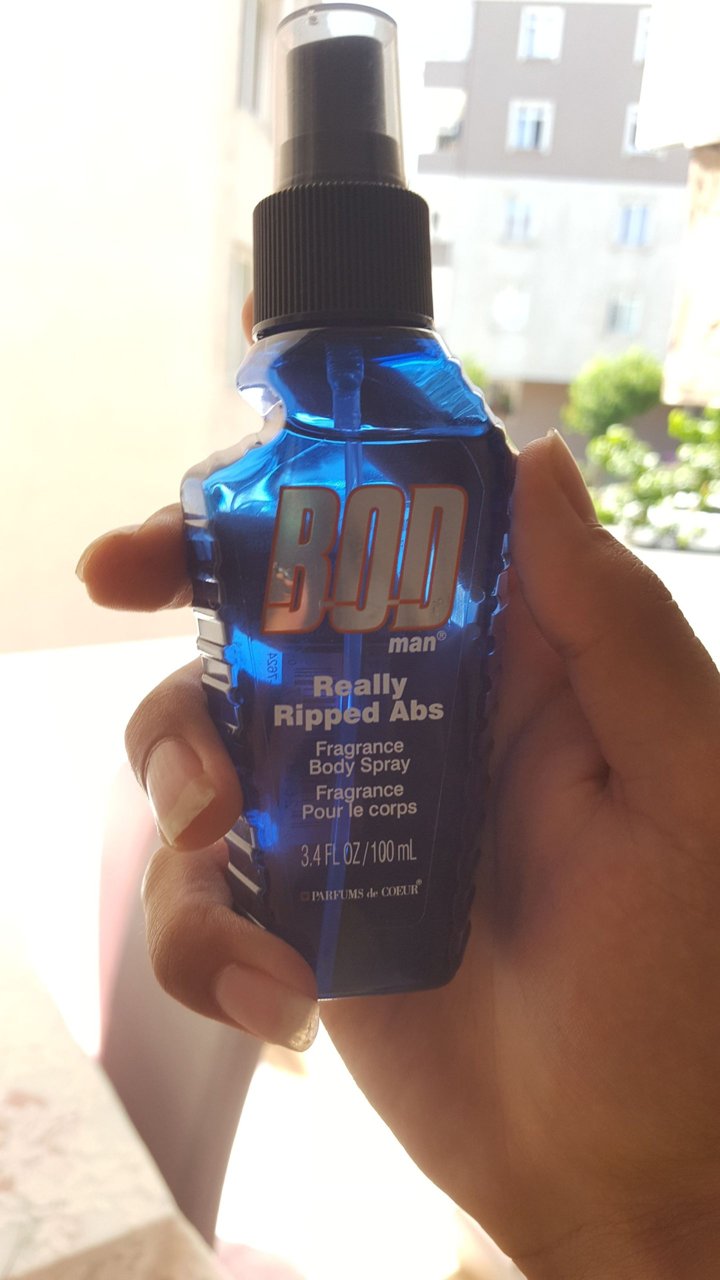 BOD
man®
Really
Ripped Abs
Fragrance
Body Spray
Fragrance
Pour le corps
3.4 FL OZ/100 mL
PARFUMS de COEUR®